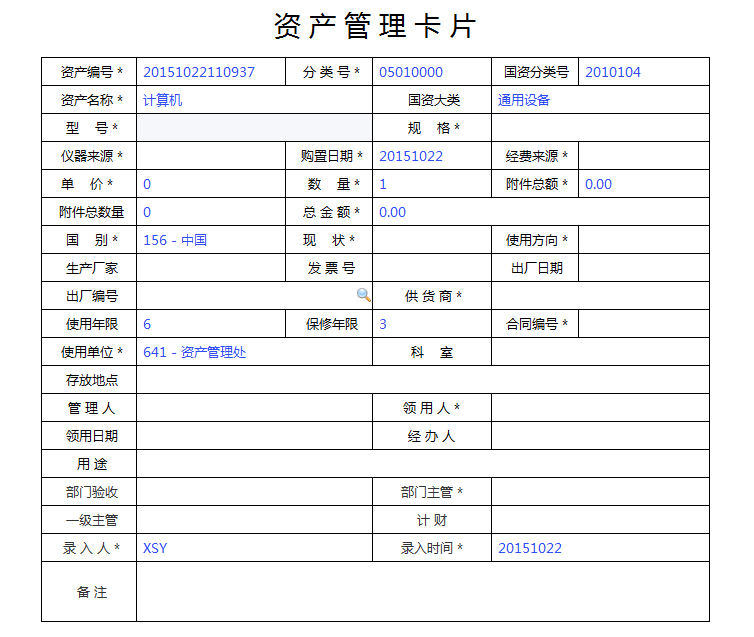 资产管理卡片
资产编号 * 20151022110937 分 类 号 * 05010000 国资分类号 2010104
资产名称 * 计算机 国资大类 通用设备
型 号 * 规 格 *
仪器来源 * 购置日期 * 20151022 经费来源 *
单 价 * 0 数 量 * 1 附件总额 * 0.00
附件总数量 0 总 金 额 * 0.00
国 别 * 156 - 中国 现 状 * 使用方向 *
生产厂家 发 票 号 出厂日期
出厂编号 供 货 商 *
使用年限 6 保修年限 3 合同编号 *
使用单位 * 641 - 资产管理处 科 室
存放地点
管 理 人 领 用 人 *
领用日期 经 办 人
用 途
部门验收 部门主管 *
一级主管 计 财
录 入 人 * XSY 录入时间 * 20151022
备 注